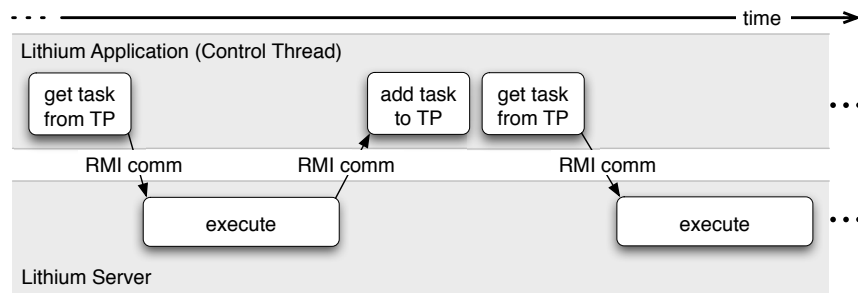 time
Lithium Application (Control Thread)
get task
from TP
add task
to TP
get task
from TP
RMI comm
RMI comm
RMI comm
execute
execute
Lithium Server